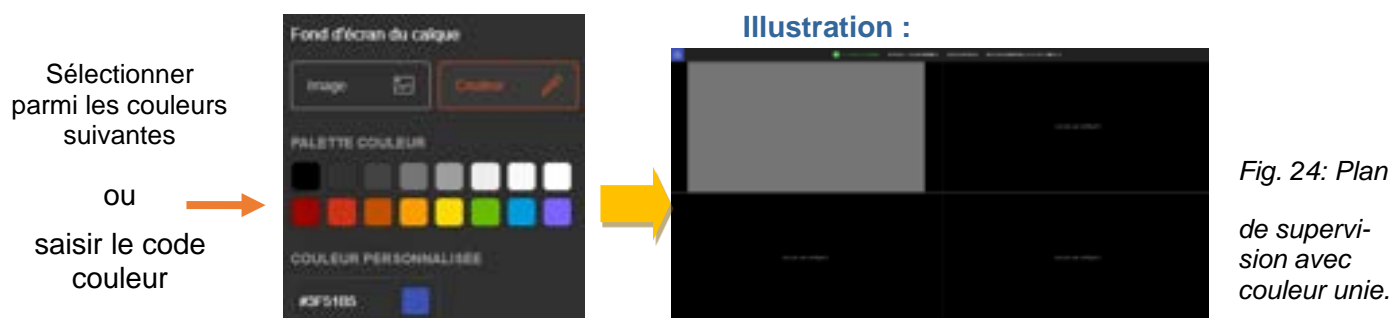 Sélectionner
parmi les couleurs
suivantes
ou
saisir le code
couleur
Fond d'écran du calque
Image
Couleur
PALETTE COULEUR
COULEUR PERSONNALISÉE
#3F51B5
Illustration :
Fig. 24: Plan
de supervi-
sion avec
couleur unie.